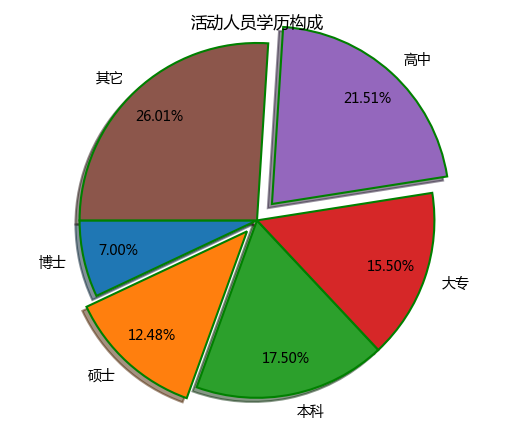 活动人员学历构成
高中
21.51%
其它
26.01%
博士
7.00%
大专
15.50%
硕士
12.48%
本科
17.50%